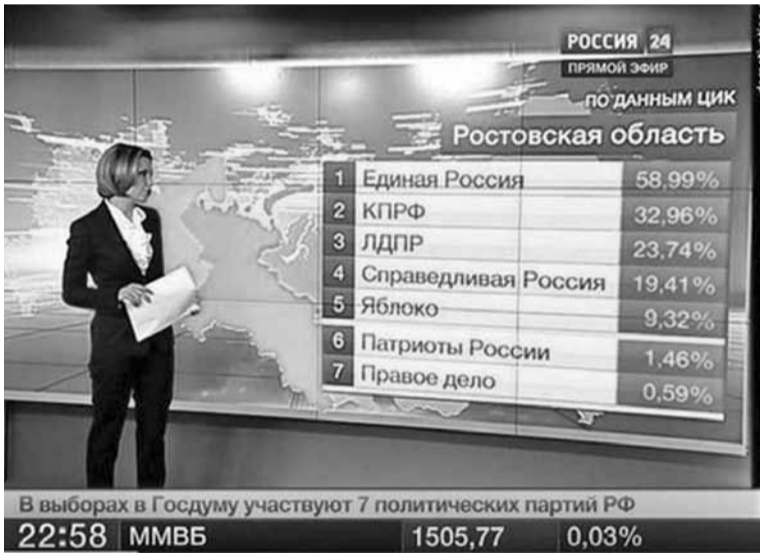 РОССИЯ 24
ПРЯМОЙ ЭФИР
ПО ДАННЫМ ЦИК
Ростовская область
1 Единая Россия 58,99%
2 КПРФ 32,96%
3 ЛДПР 23,74%
4 Справедливая Россия 19,41%
5 Яблоко 9,32%
6 Патриоты России 1,46%
7 Правое дело 0,59%
В выборах в Госдуму участвуют 7 политических партий РФ
22:58 ММВБ 1505,77 0,03%